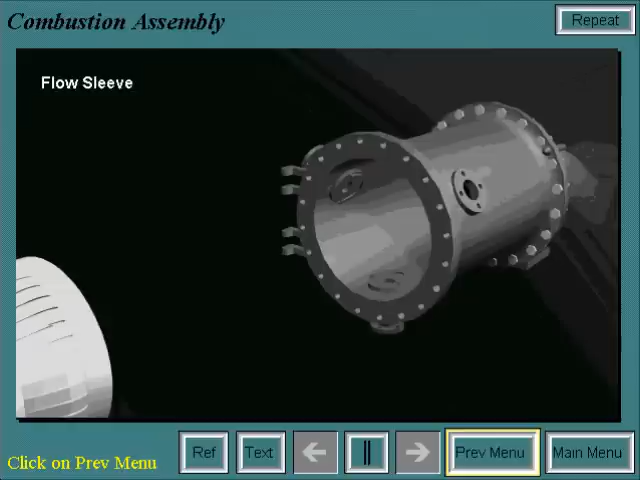 Combustion Assembly
Repeat
Flow Sleeve
Click on Prev Menu
Ref
Text
Prev Menu
Main Menu